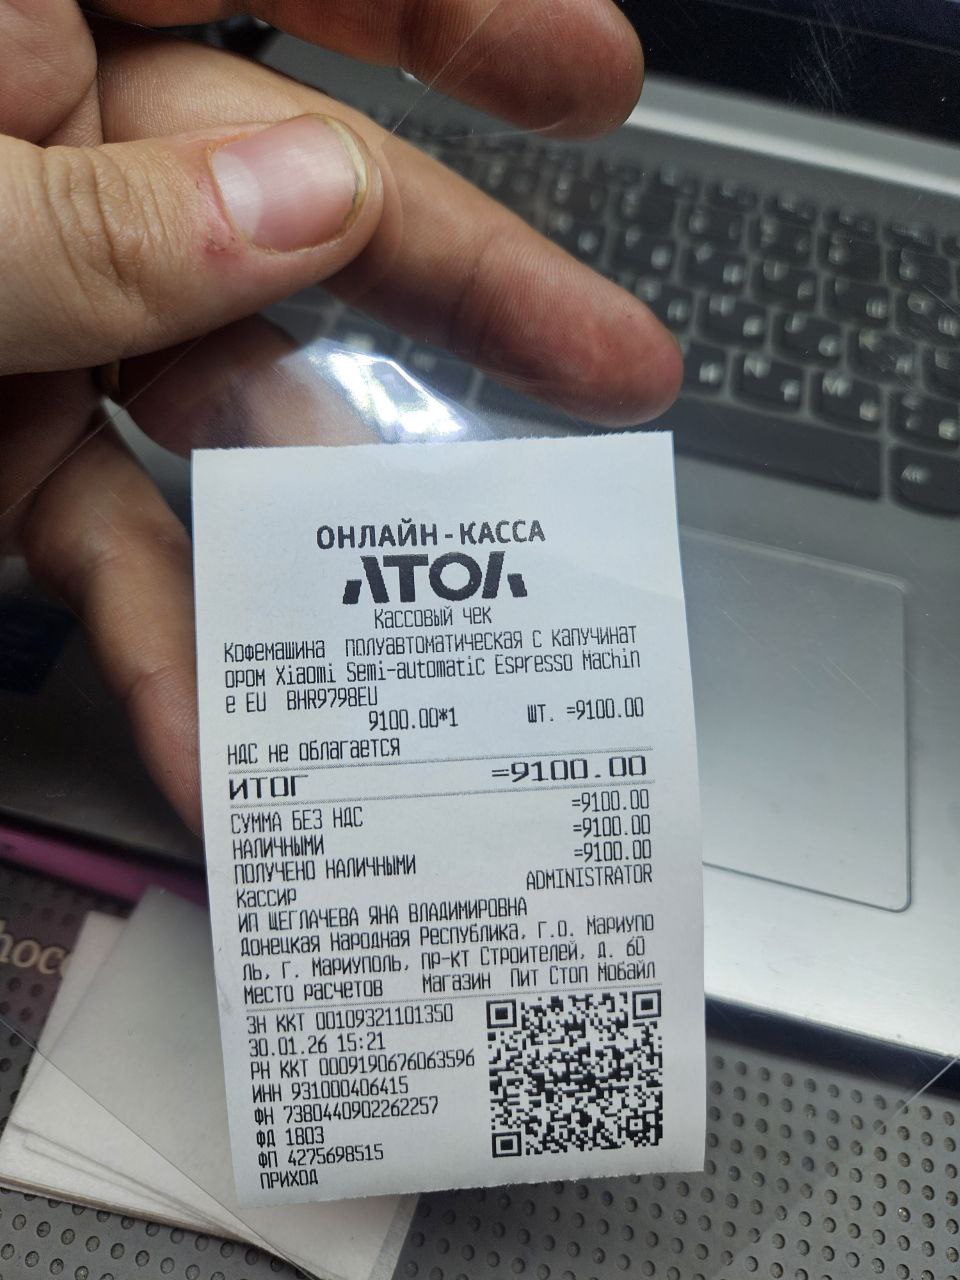 ОНЛАЙН-КАССА
АТОЛ
Кассовый чек
Кофемашина полуавтоматическая с капучинат
ором Xiaomi Semi-automatic Espresso Machin
e EU BHR9798EU
9100.00*1 шт. =9100.00
НДС не облагается
ИТОГ =9100.00
СУММА БЕЗ НДС =9100.00
НАЛИЧНЫМИ =9100.00
ПОЛУЧЕНО НАЛИЧНЫМИ =9100.00
Кассир ADMINISTRATOR
ИП ЩЕГЛАЧЕВА ЯНА ВЛАДИМИРОВНА
Донецкая Народная Республика, Г.О. Мариупо
ль, г. Мариуполь, пр-кт Строителей, д. 60
Место расчетов Магазин Пит Стоп Мобайл
ЗН ККТ 00109321101350
30.01.26 15:21
РН ККТ 0009190676063596
ИНН 931000406415
ФН 7380440902262257
ФД 1803
ФП 4275698515
ПРИХОД